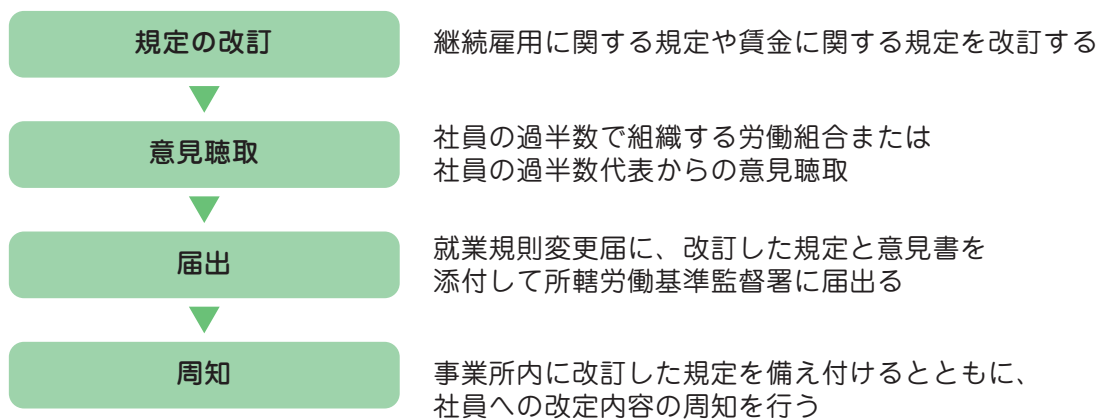 規定の改訂
継続雇用に関する規定や賃金に関する規定を改訂する
意見聴取
社員の過半数で組織する労働組合または
社員の過半数代表からの意見聴取
届出
就業規則変更届に、改訂した規定と意見書を
添付して所轄労働基準監督署に届出る
周知
事業所内に改訂した規定を備え付けるとともに、
社員への改定内容の周知を行う